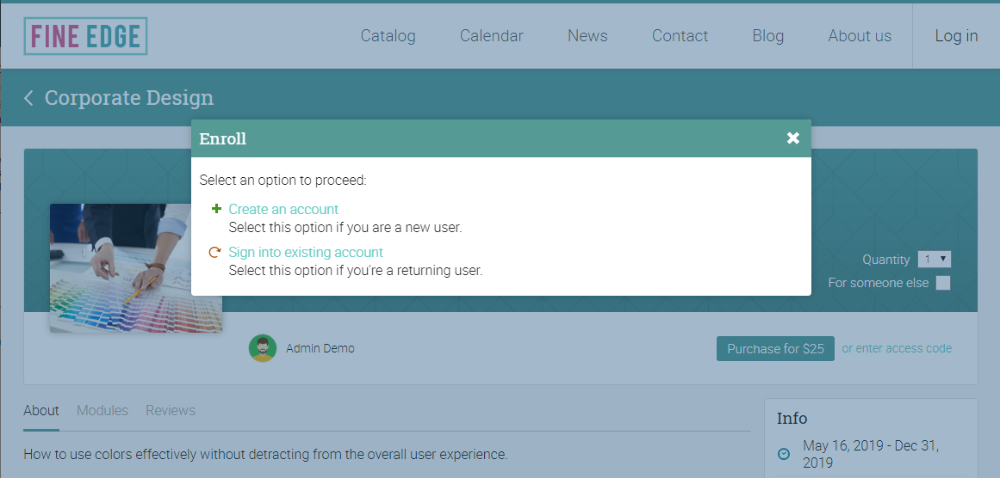 FINE EDGE
Catalog Calendar News Contact Blog About us Log in
Corporate Design
Enroll
Select an option to proceed:
Create an account
Select this option if you are a new user.
Sign into existing account
Select this option if you're a returning user.
Quantity 1
For someone else
Admin Demo
Purchase for $25 or enter access code
About Modules Reviews
How to use colors effectively without detracting from the overall user experience.
Info
May 16, 2019 - Dec 31,
2019